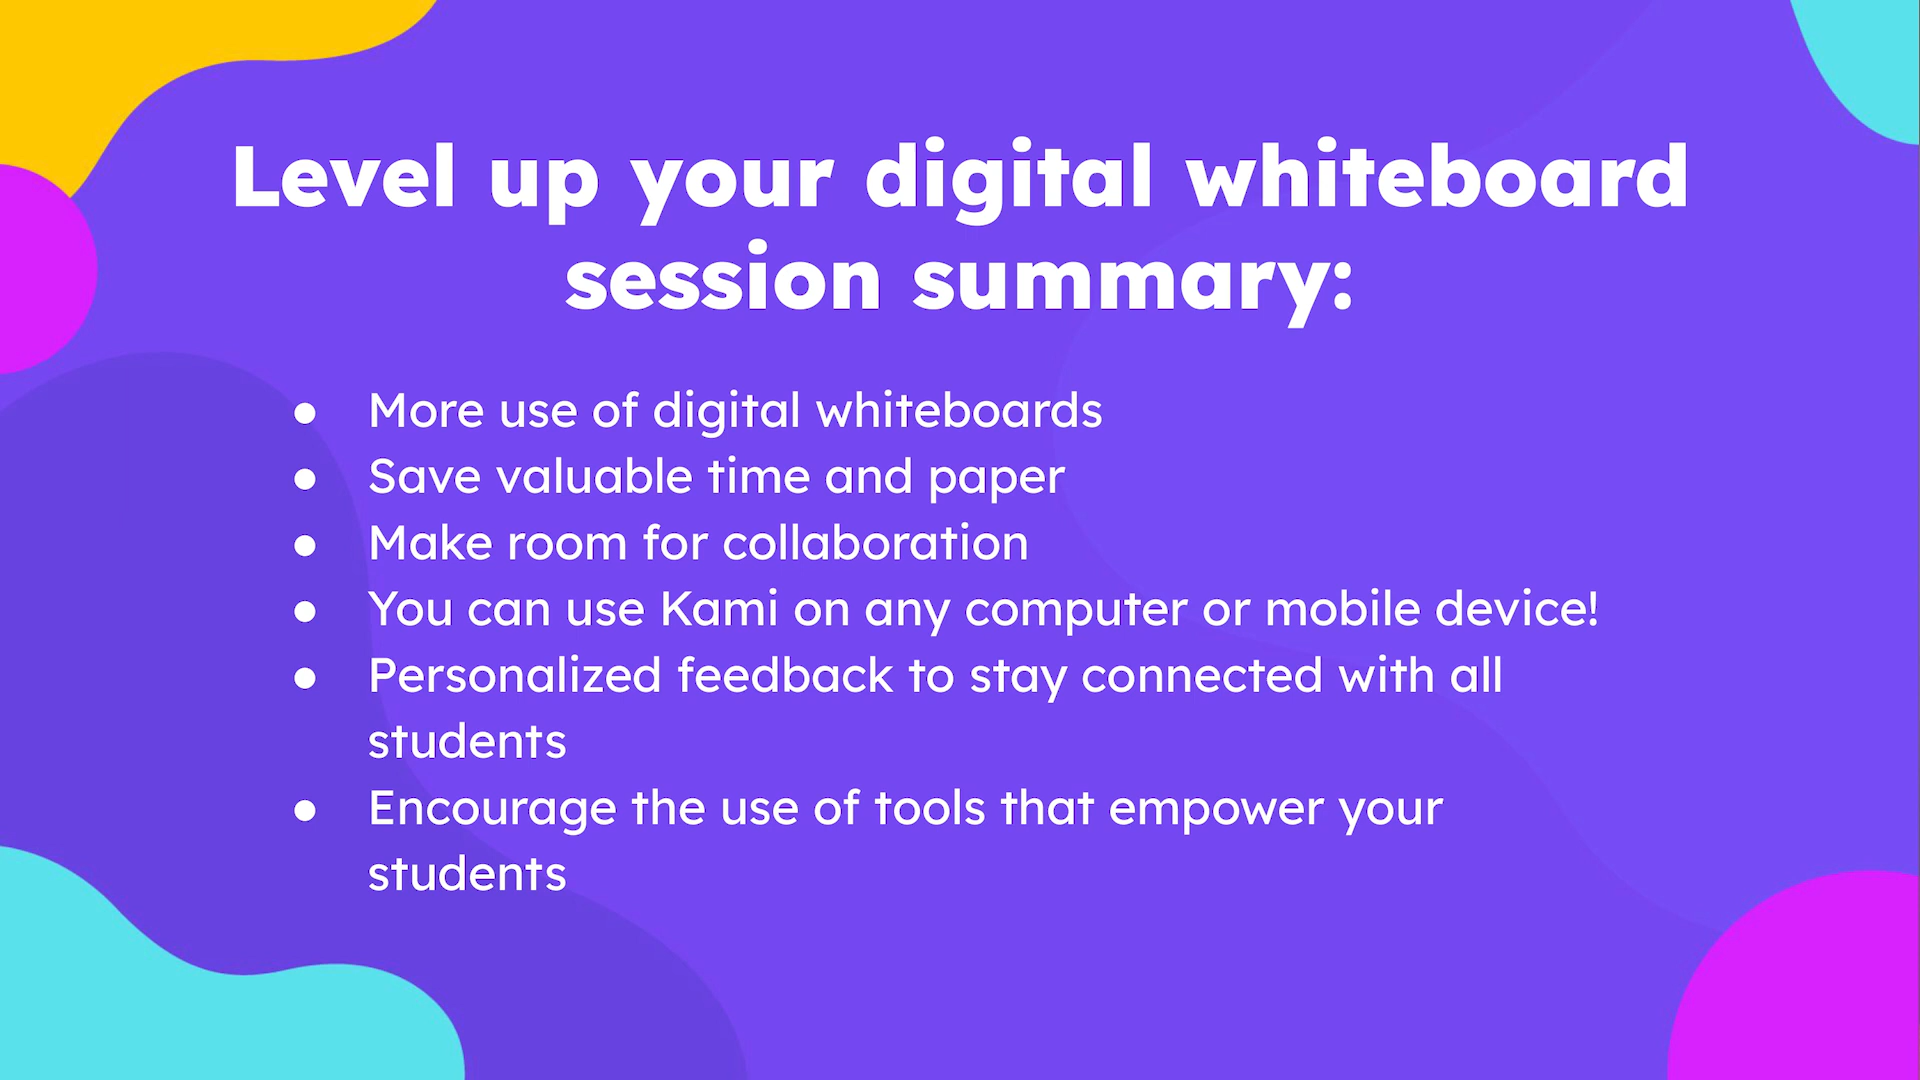 Level up your digital whiteboard
session summary:
● More use of digital whiteboards
● Save valuable time and paper
● Make room for collaboration
● You can use Kami on any computer or mobile device!
● Personalized feedback to stay connected with all
students
● Encourage the use of tools that empower your
students